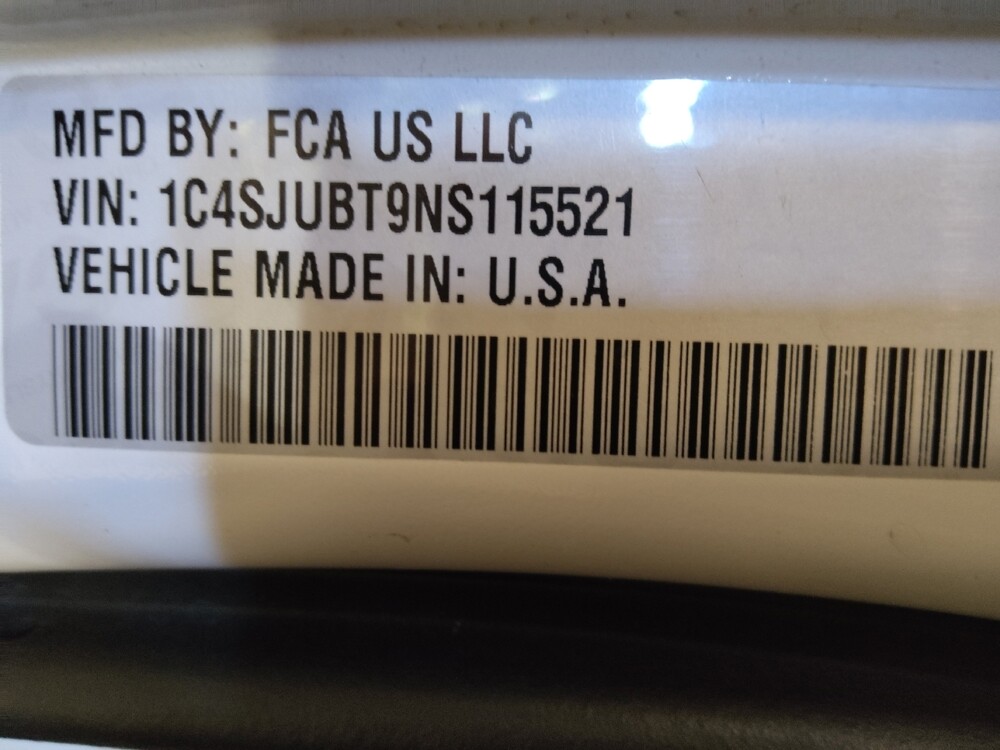 MFD BY: FCA US LLC
VIN: 1C4SJUBT9NS115521
VEHICLE MADE IN: U.S.A.